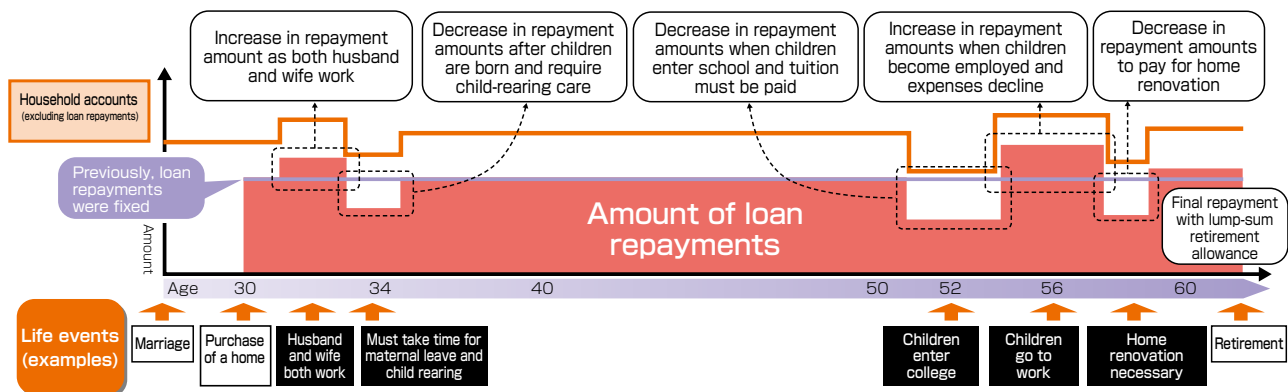 Increase in repayment
amount as both husband
and wife work
Decrease in repayment
amounts after children
are born and require
child-rearing care
Decrease in repayment
amounts when children
enter school and tuition
must be paid
Increase in repayment
amounts when children
become employed and
expenses decline
Decrease in
repayment amounts
to pay for home
renovation
Household accounts
(excluding loan repayments)
Previously, loan
repayments
were fixed
Amount of loan
repayments
Final repayment
with lump-sum
retirement
allowance
Amount
Age 30 34 40 50 52 56 60
Life events
(examples)
Marriage
Purchase
of a home
Husband
and wife
both work
Must take time for
maternal leave and
child rearing
Children
enter
college
Children
go to
work
Home
renovation
necessary
Retirement